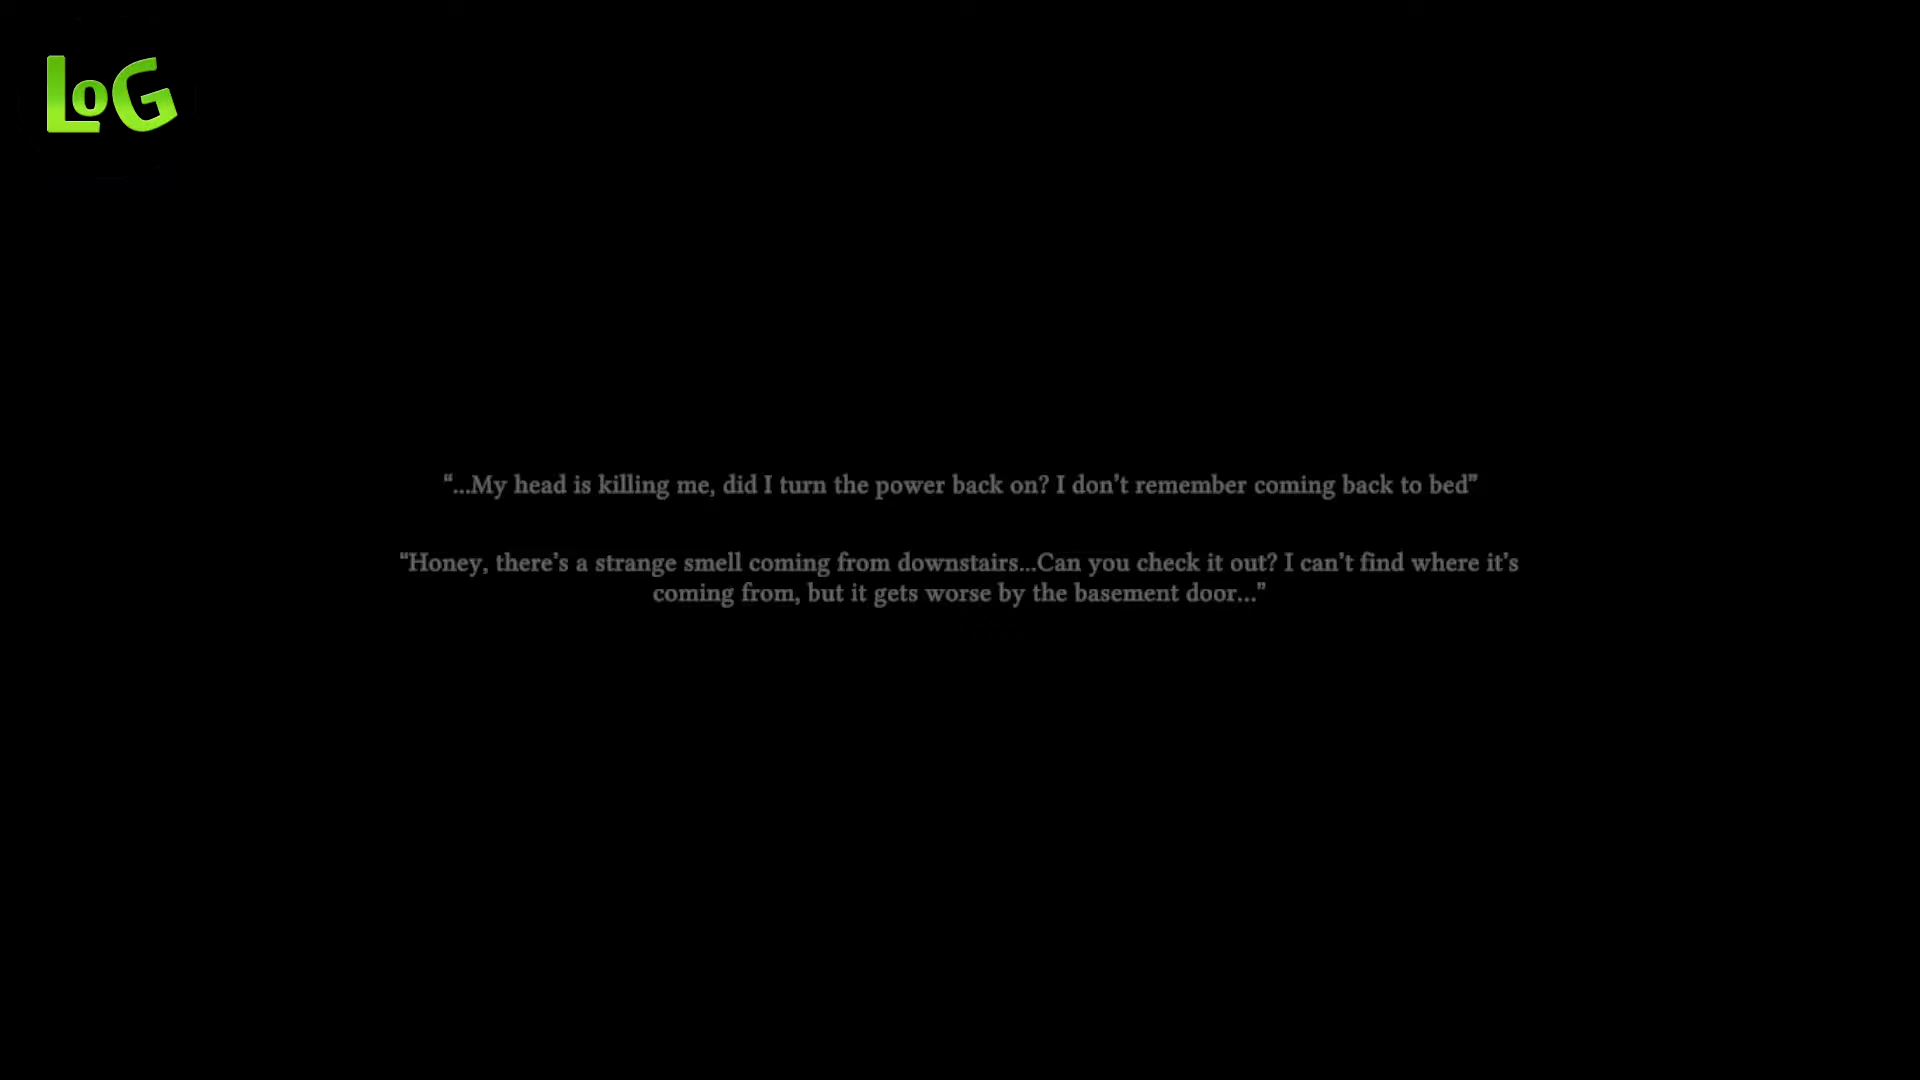 LoG
“...My head is killing me, did I turn the power back on? I don’t remember coming back to bed”
“Honey, there’s a strange smell coming from downstairs...Can you check it out? I can’t find where it’s
coming from, but it gets worse by the basement door...”